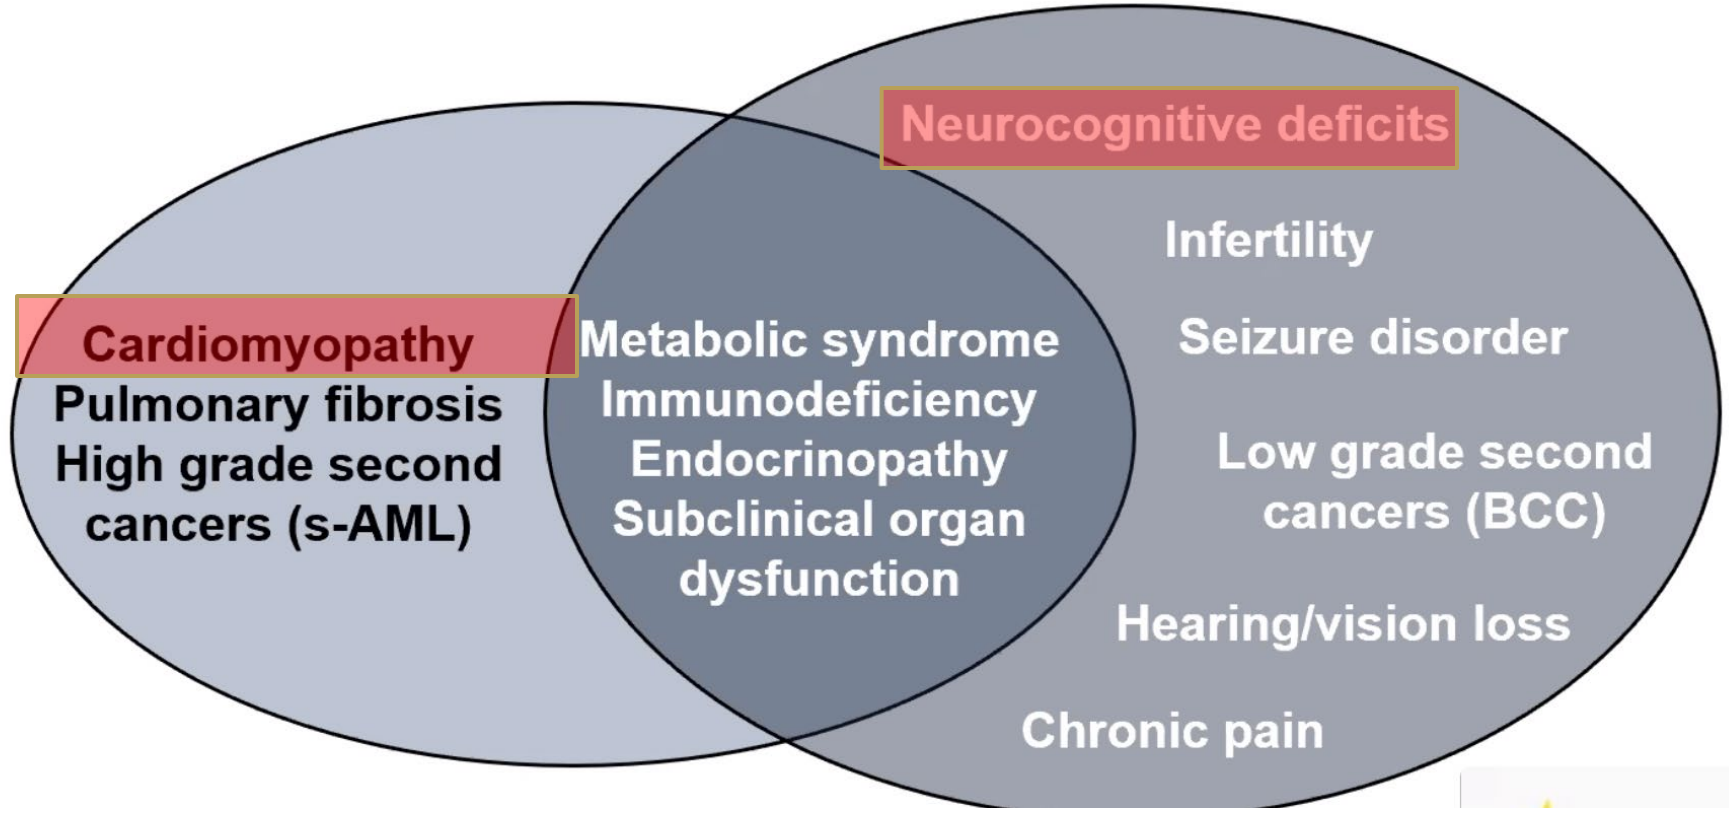 Cardiomyopathy
Pulmonary fibrosis
High grade second
cancers (s-AML)
Metabolic syndrome
Immunodeficiency
Endocrinopathy
Subclinical organ
dysfunction
Neurocognitive deficits
Infertility
Seizure disorder
Low grade second
cancers (BCC)
Hearing/vision loss
Chronic pain